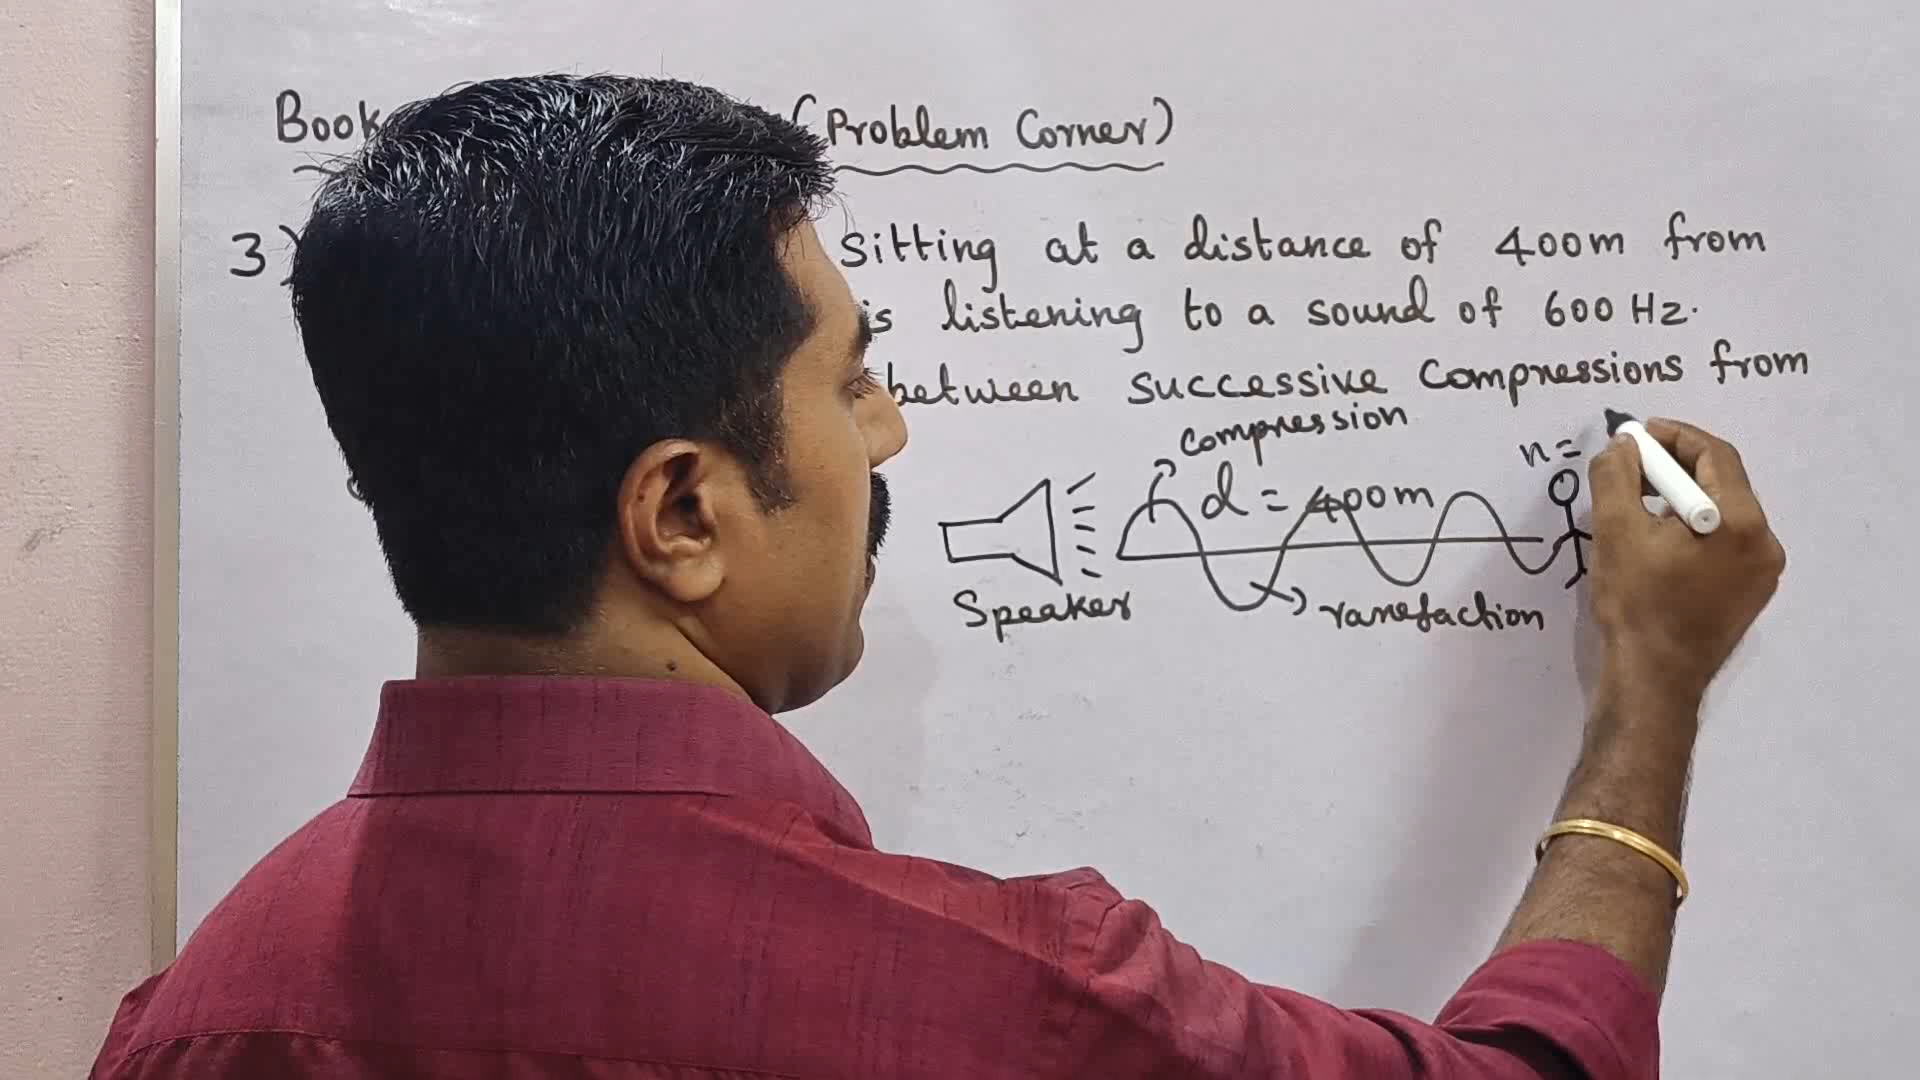 Book (Problem Corner)
3) Sitting at a distance of 400m from
is listening to a sound of 600 Hz.
between successive compressions from
compression
n =
d = 400m
Speaker
rarefaction